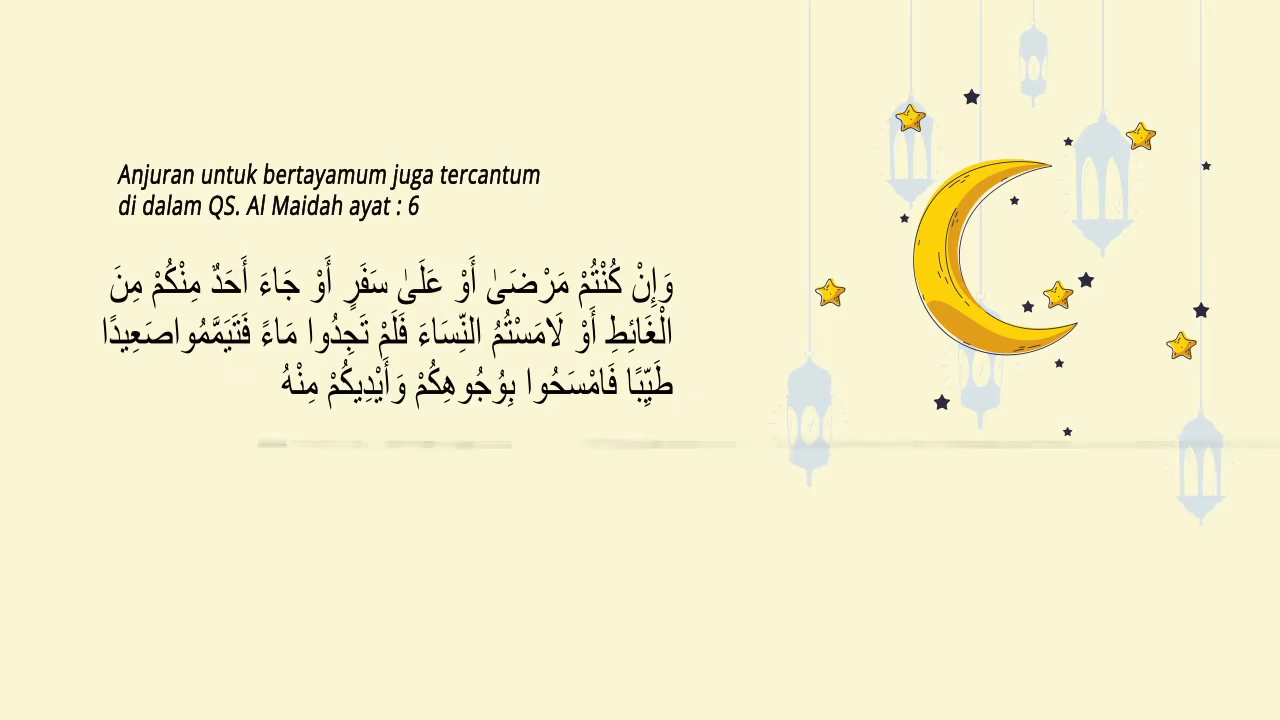 Anjuran untuk bertayamum juga tercantum
di dalam QS. Al Maidah ayat : 6
وَإِنْ كُنْتُمْ مَرْضَىٰ أَوْ عَلَىٰ سَفَرٍ أَوْ جَاءَ أَحَدٌ مِنْكُمْ مِنَ
الْغَائِطِ أَوْ لَامَسْتُمُ النِّسَاءَ فَلَمْ تَجِدُوا مَاءً فَتَيَمَّمُواصَعِيدًا
طَيِّبًا فَامْسَحُوا بِوُجُوهِكُمْ وَأَيْدِيكُمْ مِنْهُ